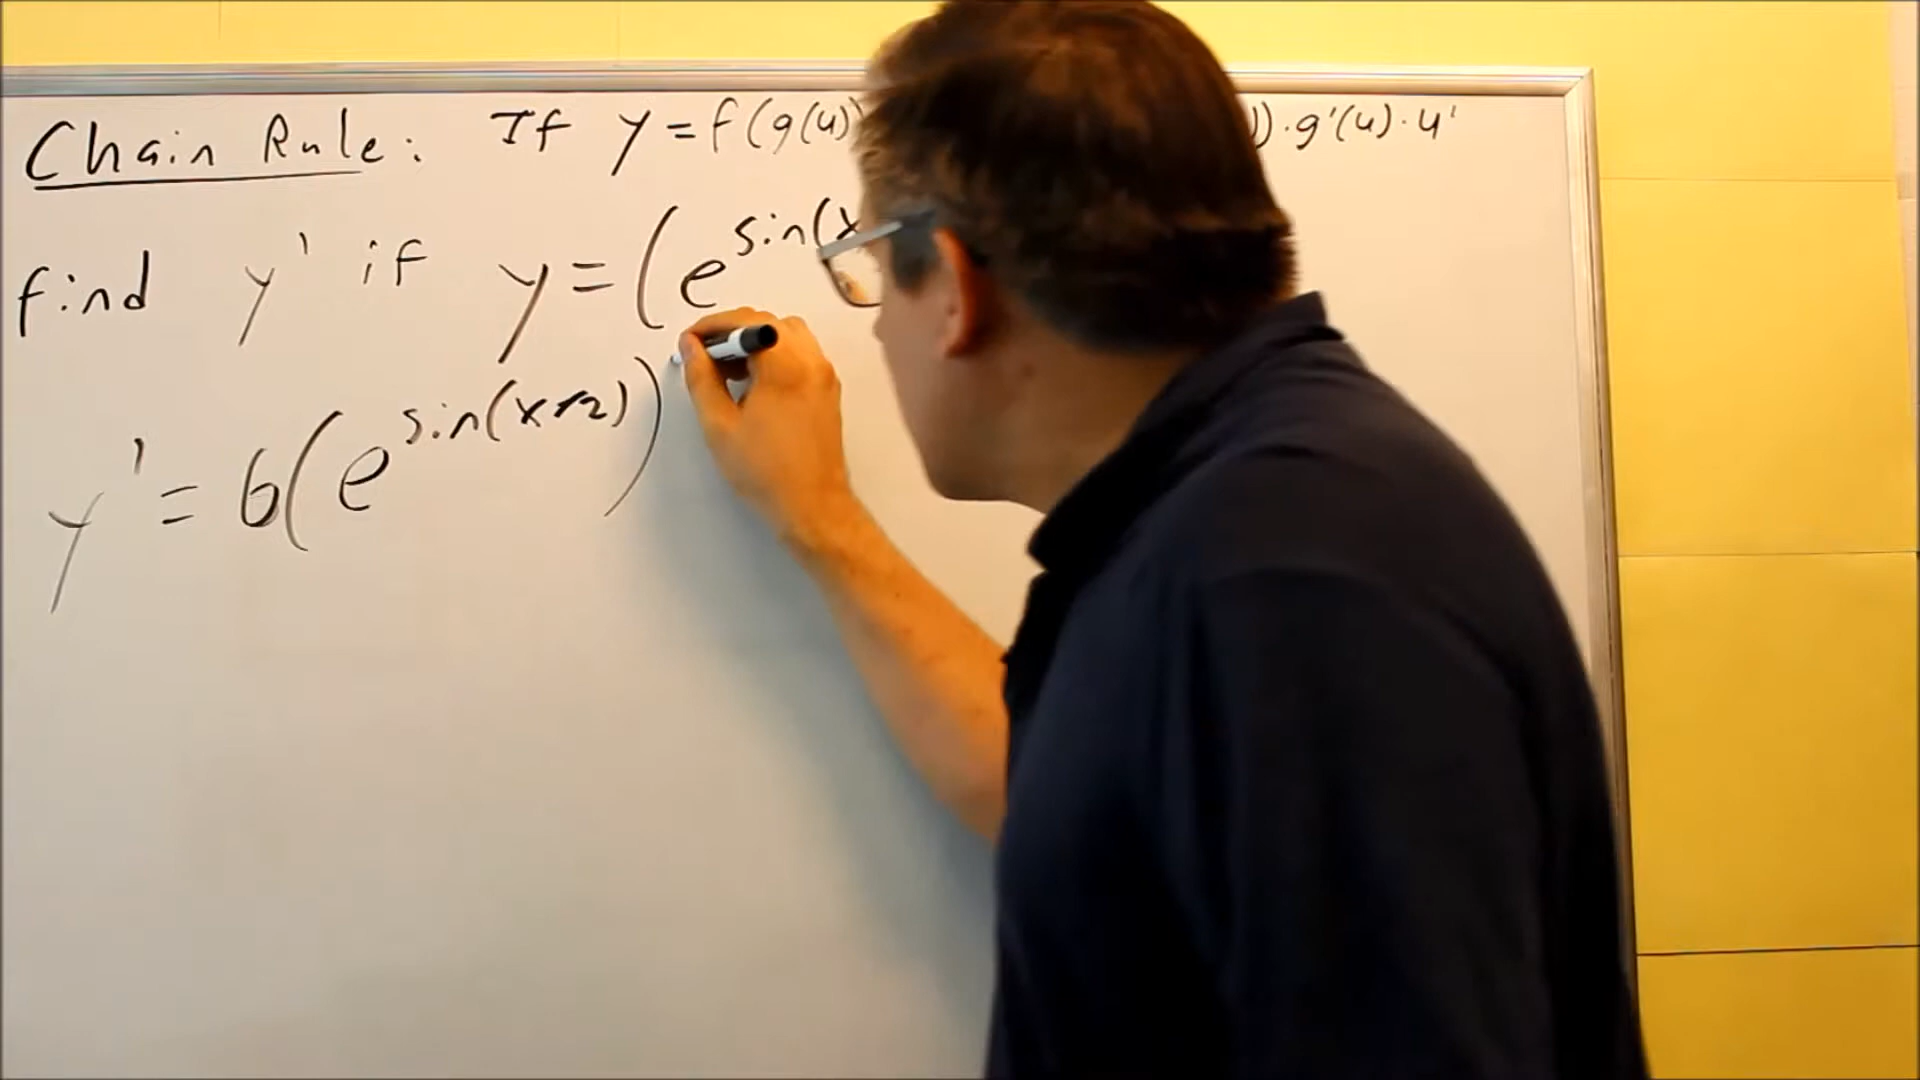 Chain Rule: If y=f(g(u) ))·g'(u)·u'
find y' if y=(e^sin(x
y'=6(e^sin(x+2))